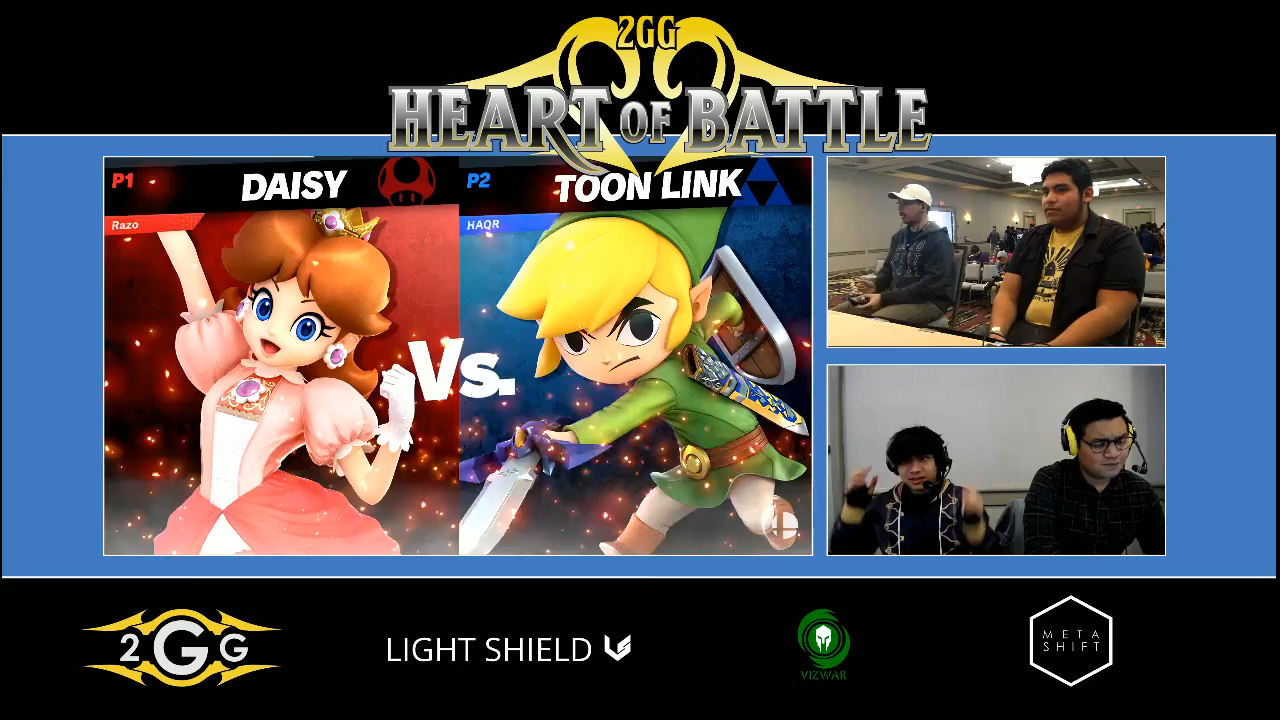 2GG
HEART OF BATTLE
P1
DAISY
Razo
P2
TOON LINK
HAQR
Vs.
2GG
LIGHT SHIELD
VIZWAR
META
SHIFT